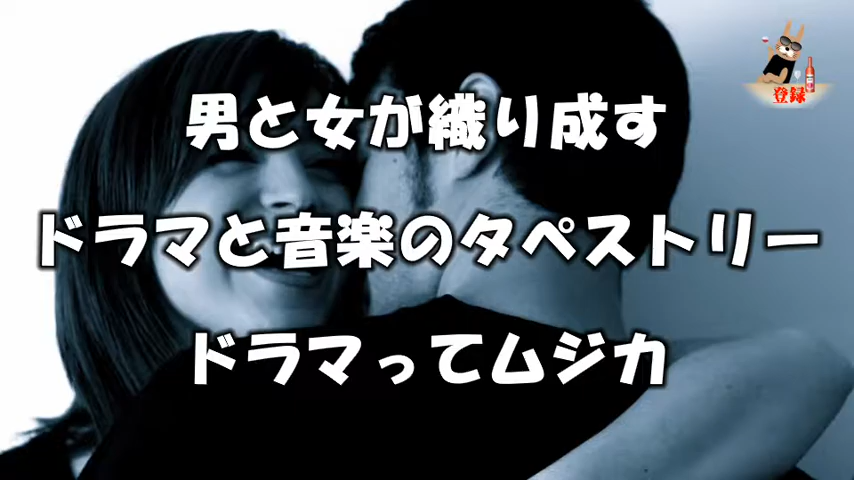 男と女が織り成す
ドラマと音楽のタペストリー
ドラマってムジカ
登録